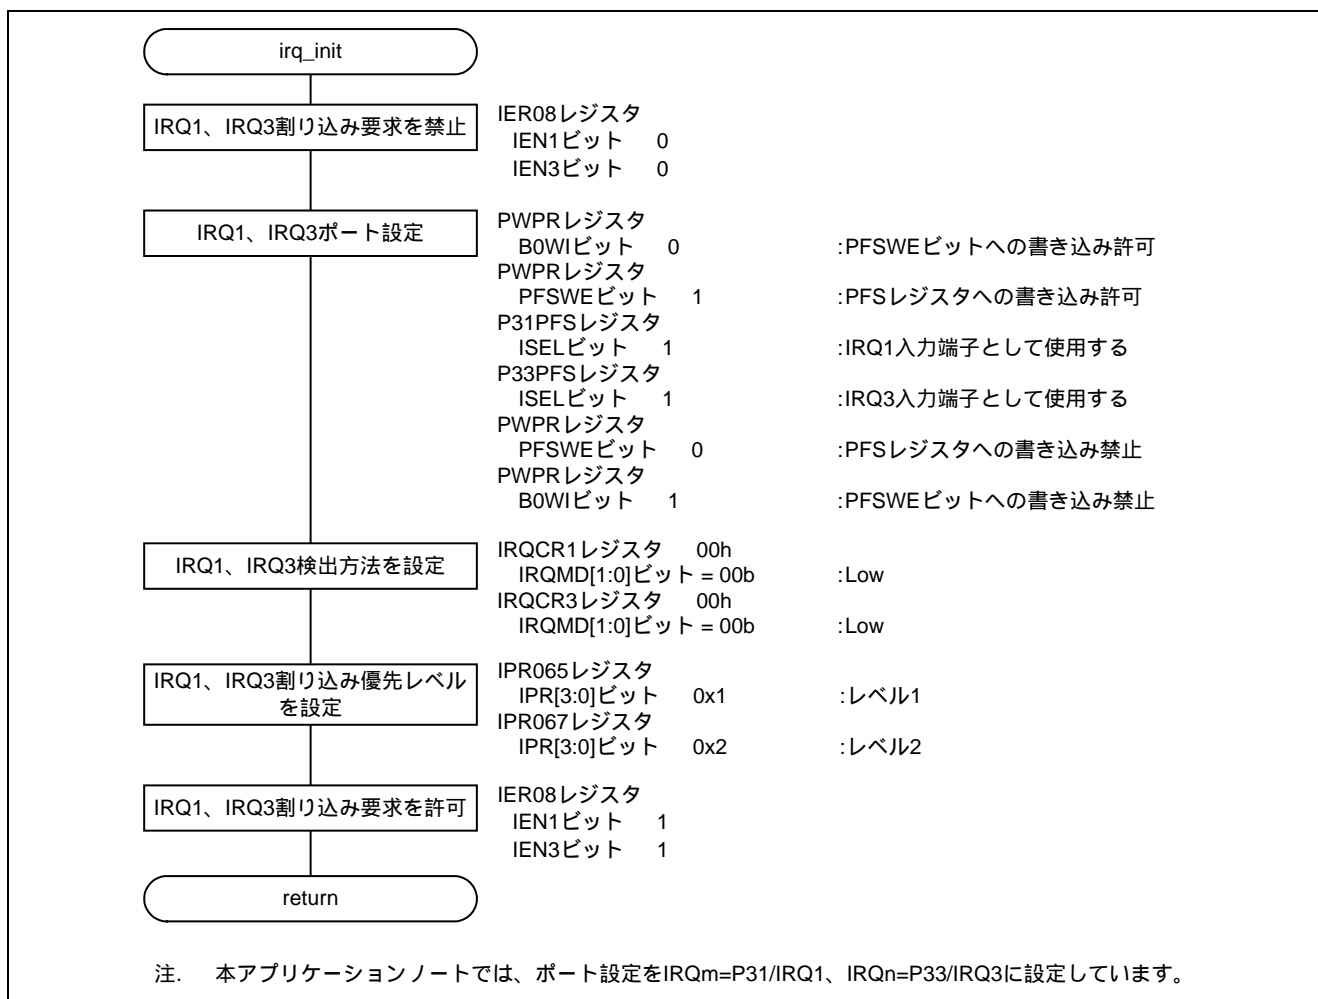 irq_init
IRQ1、IRQ3割り込み要求を禁止
IER08レジスタ
IEN1ビット 0
IEN3ビット 0
IRQ1、IRQ3ポート設定
PWPRレジスタ
B0WIビット 0 :PFSWEビットへの書き込み許可
PWPRレジスタ
PFSWEビット 1 :PFSレジスタへの書き込み許可
P31PFSレジスタ
ISELビット 1 :IRQ1入力端子として使用する
P33PFSレジスタ
ISELビット 1 :IRQ3入力端子として使用する
PWPRレジスタ
PFSWEビット 0 :PFSレジスタへの書き込み禁止
PWPRレジスタ
B0WIビット 1 :PFSWEビットへの書き込み禁止
IRQ1、IRQ3検出方法を設定
IRQCR1レジスタ 00h
IRQMD[1:0]ビット = 00b :Low
IRQCR3レジスタ 00h
IRQMD[1:0]ビット = 00b :Low
IRQ1、IRQ3割り込み優先レベル
を設定
IPR065レジスタ
IPR[3:0]ビット 0x1 :レベル1
IPR067レジスタ
IPR[3:0]ビット 0x2 :レベル2
IRQ1、IRQ3割り込み要求を許可
IER08レジスタ
IEN1ビット 1
IEN3ビット 1
return
注. 本アプリケーションノートでは、ポート設定をIRQm=P31/IRQ1、IRQn=P33/IRQ3に設定しています。